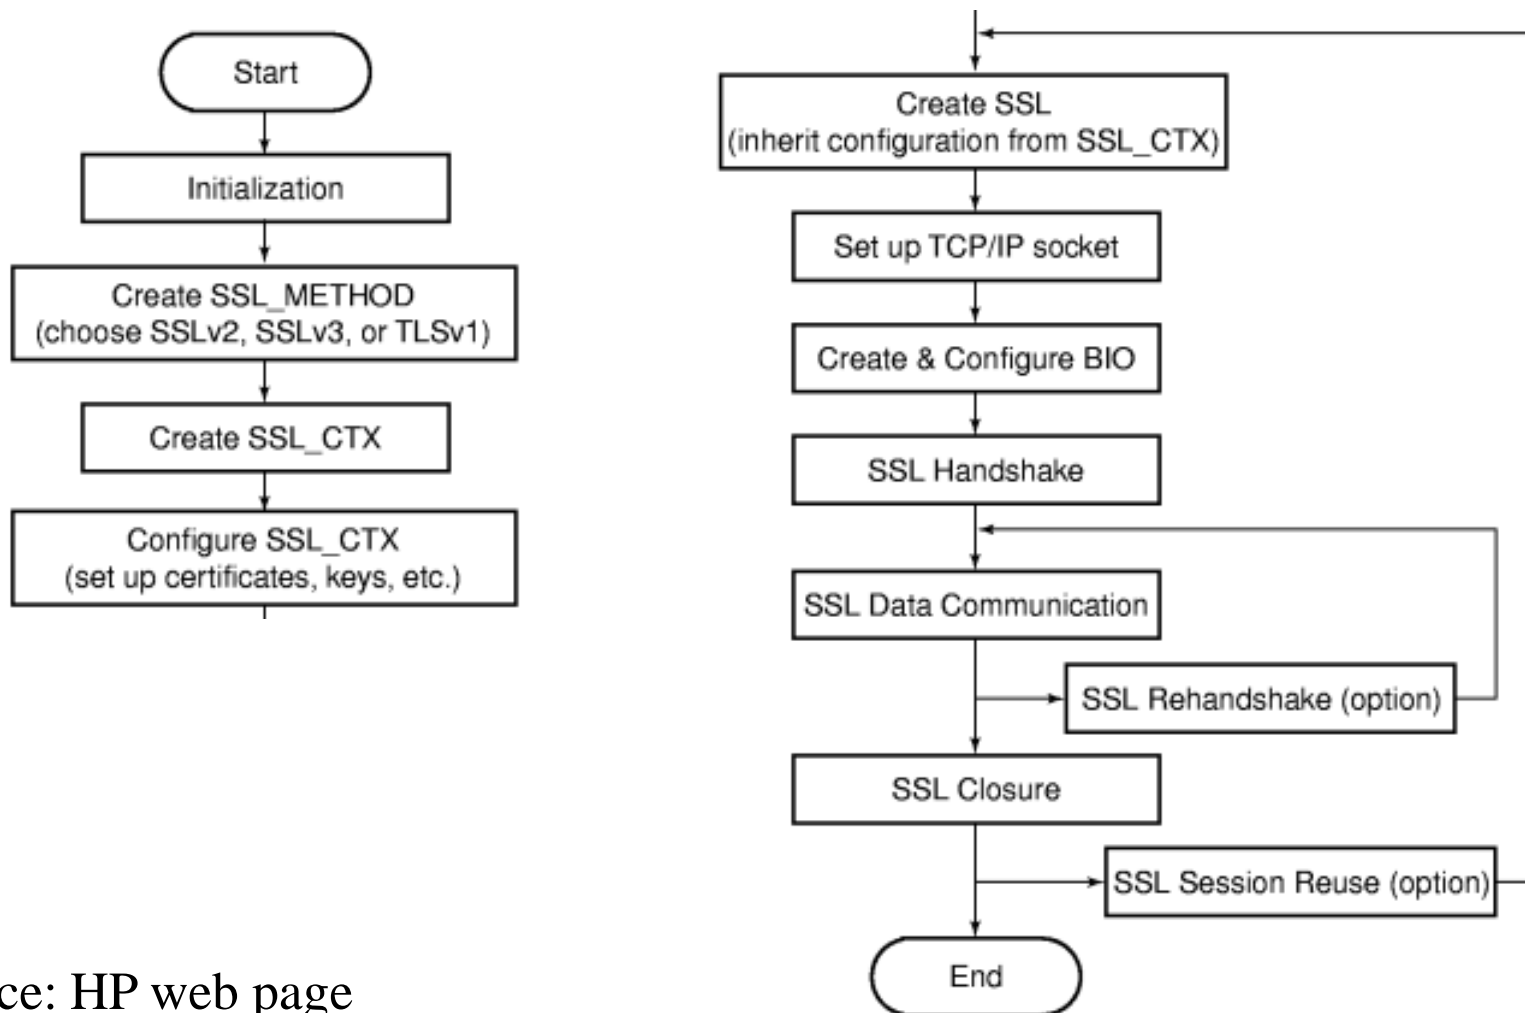 Start
Initialization
Create SSL_METHOD
(choose SSLv2, SSLv3, or TLSv1)
Create SSL_CTX
Configure SSL_CTX
(set up certificates, keys, etc.)
Create SSL
(inherit configuration from SSL_CTX)
Set up TCP/IP socket
Create & Configure BIO
SSL Handshake
SSL Data Communication
SSL Rehandshake (option)
SSL Closure
SSL Session Reuse (option)
End
ce: HP web page